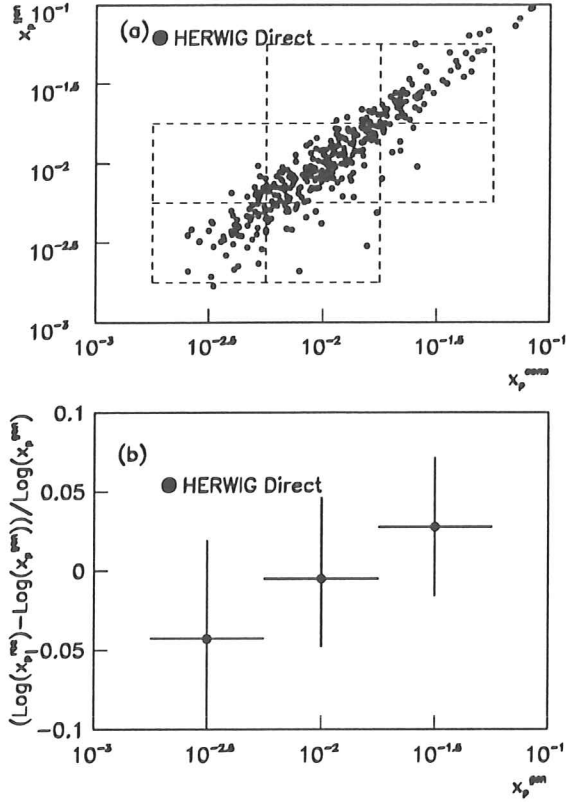 x_p^gen
10^-1
(a) HERWIG Direct
10^-1.5
10^-2
10^-2.5
10^-3
10^-3 10^-2.5 10^-2 10^-1.5 10^-1
x_p^cone
(Log(x_p^rec)-Log(x_p^gen))/Log(x_p^gen)
0.1
(b)
HERWIG Direct
0.05
0
-0.05
-0.1
10^-3 10^-2.5 10^-2 10^-1.5 10^-1
x_p^gen